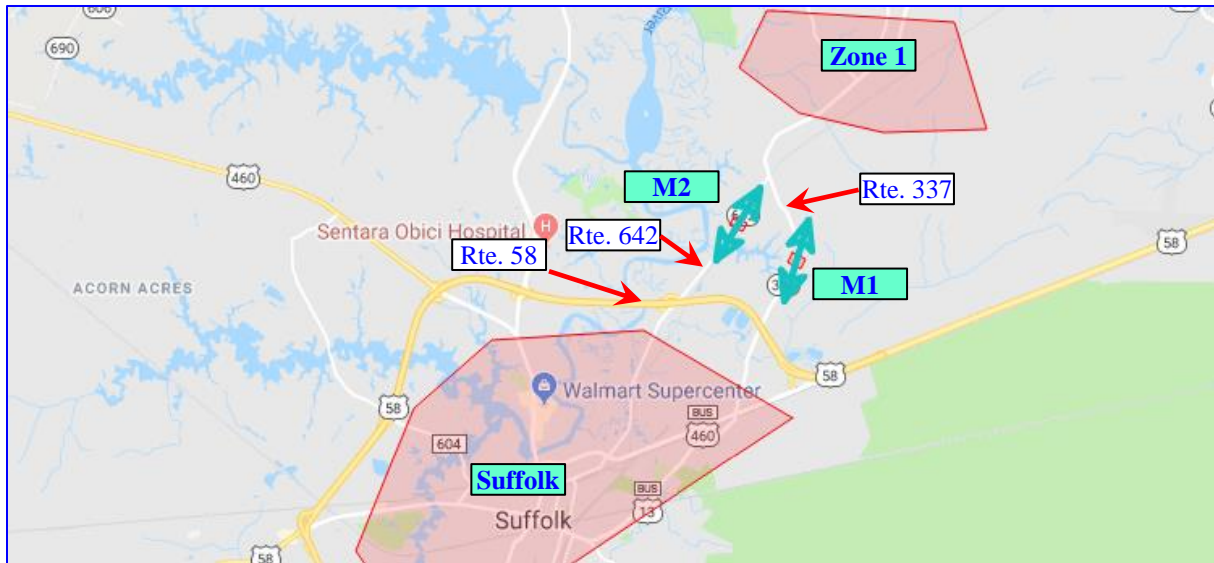 690
Zone 1
460
M2
Rte. 337
Sentara Obici Hospital
H
Rte. 642
58
Rte. 58
ACORN ACRES
M1
58
Walmart Supercenter
58
BUS
460
604
Suffolk
BUS
13
Suffolk
58